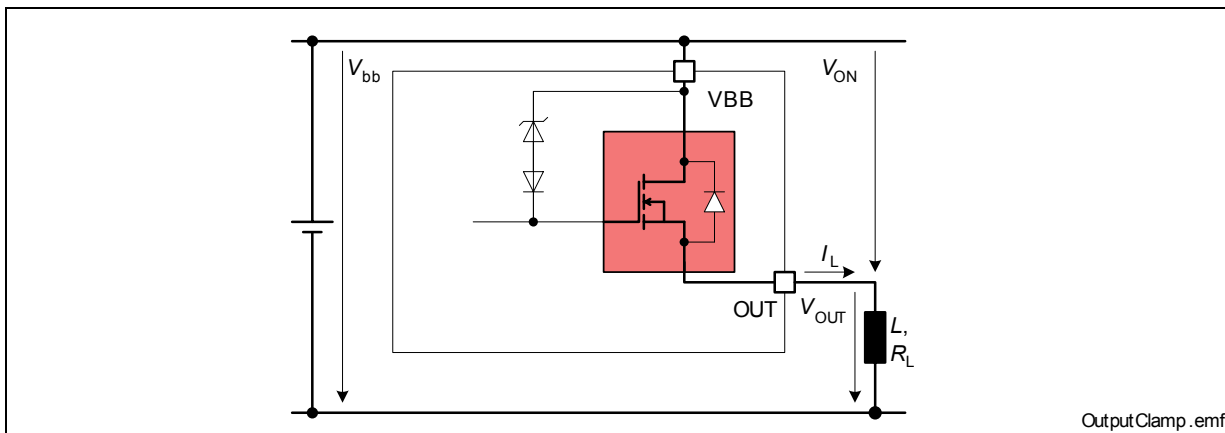 Vbb
VON
VBB
IL
OUT
VOUT
L,
RL
OutputClamp.emf